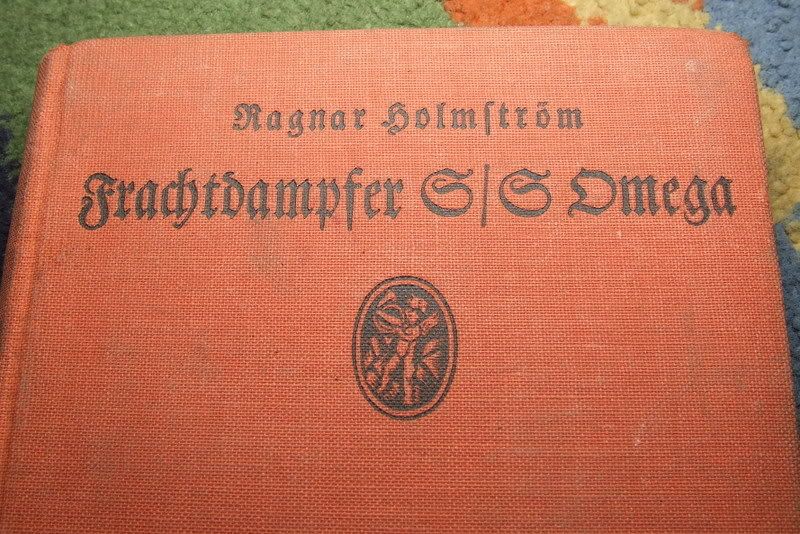 Ragnar Holmſtröm
Frachtdampfer S/S Omega